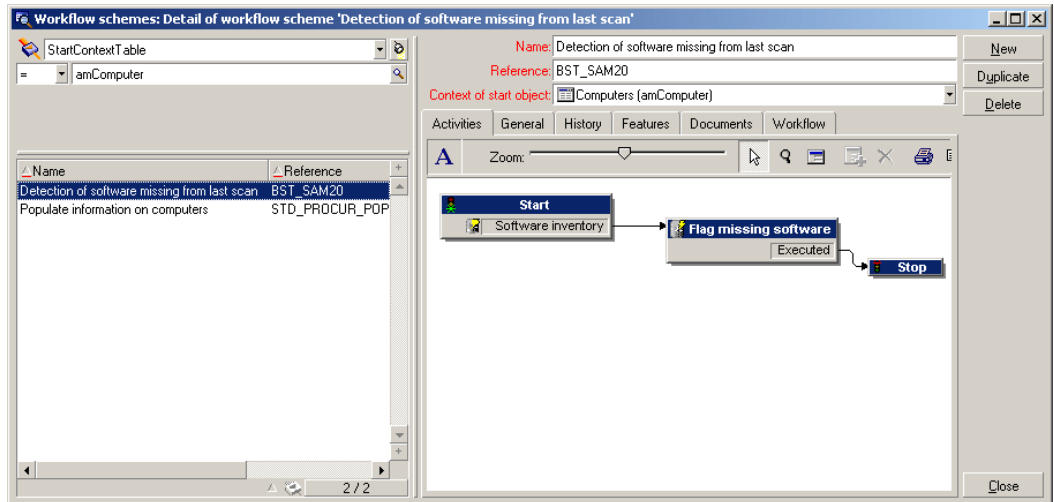 Workflow schemes: Detail of workflow scheme 'Detection of software missing from last scan'
StartContextTable
= amComputer
Name: Detection of software missing from last scan
Reference: BST_SAM20
Context of start object: Computers (amComputer)
New
Duplicate
Delete
Activities General History Features Documents Workflow
A Zoom:
Name Reference +
Detection of software missing from last scan BST_SAM20
Populate information on computers STD_PROCUR_POP
Start
Software inventory
Flag missing software
Executed
Stop
+
2/2
Close